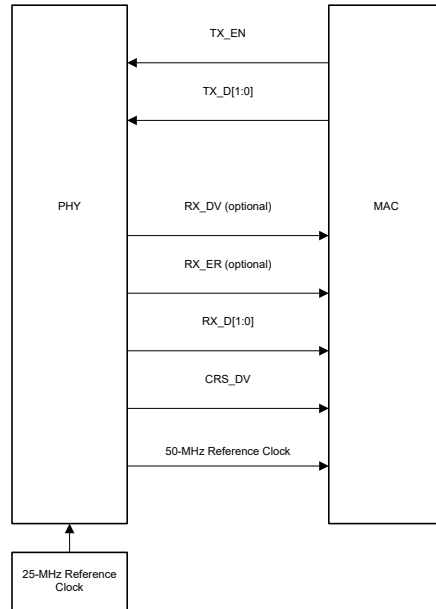 TX_EN
TX_D[1:0]
PHY
RX_DV (optional)
MAC
RX_ER (optional)
RX_D[1:0]
CRS_DV
50-MHz Reference Clock
25-MHz Reference
Clock